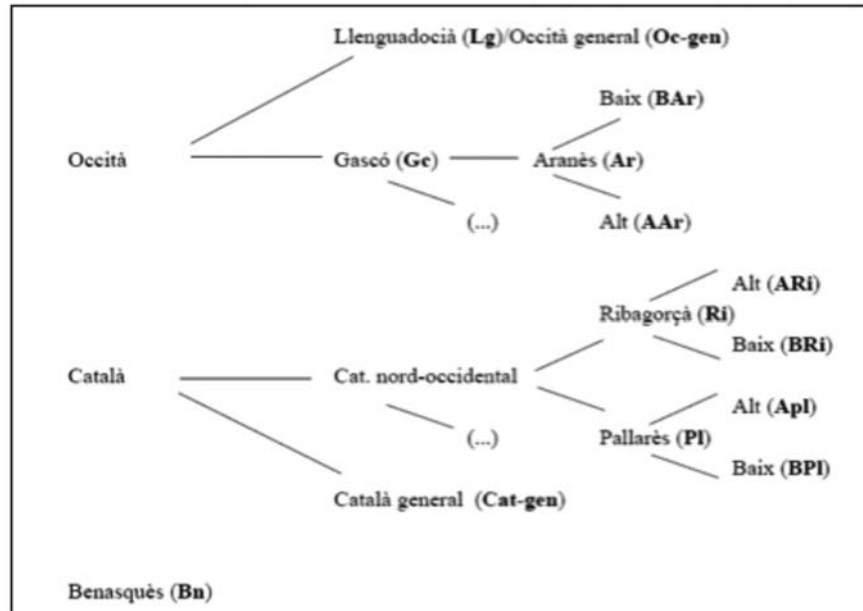 Llenguadocià (Lg)/Occità general (Oc-gen)
Baix (BAr)
Occità
Gascó (Gc)
Aranès (Ar)
(...)
Alt (AAr)
Alt (ARi)
Ribagorçà (Ri)
Baix (BRi)
Català
Cat. nord-occidental
Alt (Apl)
(...)
Pallarès (Pl)
Baix (BPl)
Català general (Cat-gen)
Benasquès (Bn)